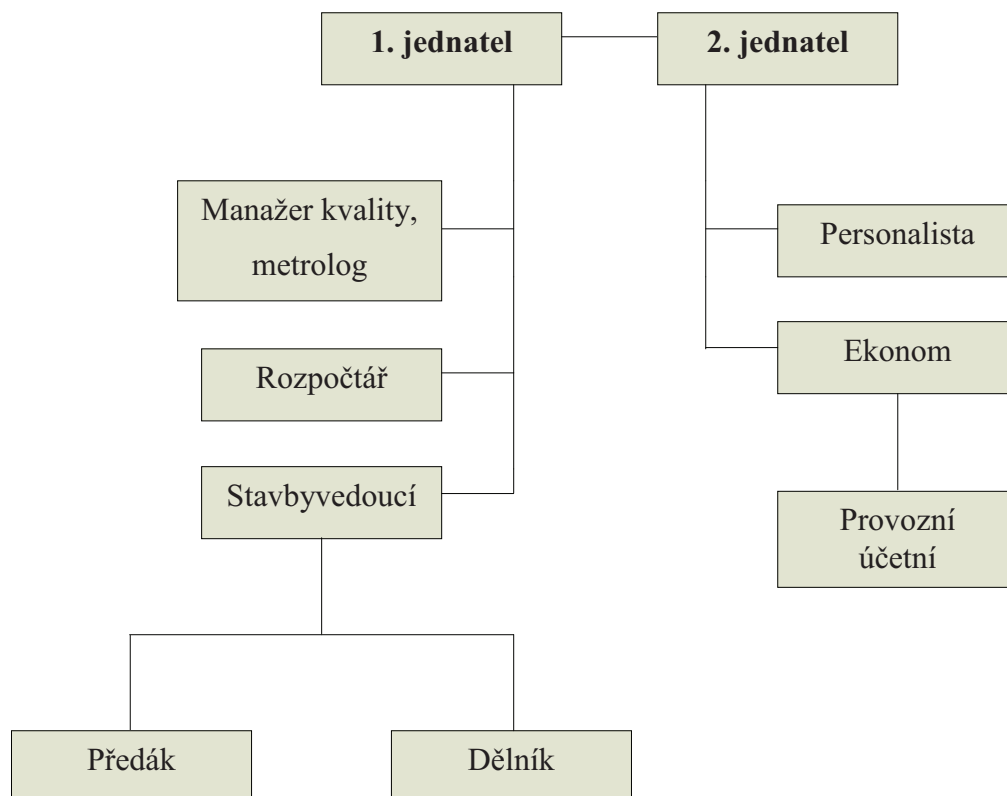 1. jednatel
2. jednatel
Manažer kvality,
metrolog
Personalista
Rozpočtář
Ekonom
Stavbyvedoucí
Provozní
účetní
Předák
Dělník